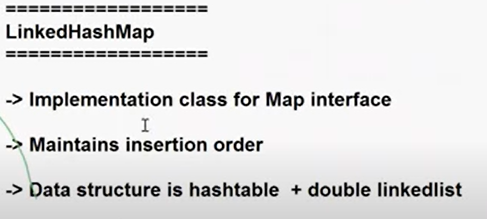 ==================
LinkedHashMap
==================
-> Implementation class for Map interface
-> Maintains insertion order
-> Data structure is hashtable + double linkedlist